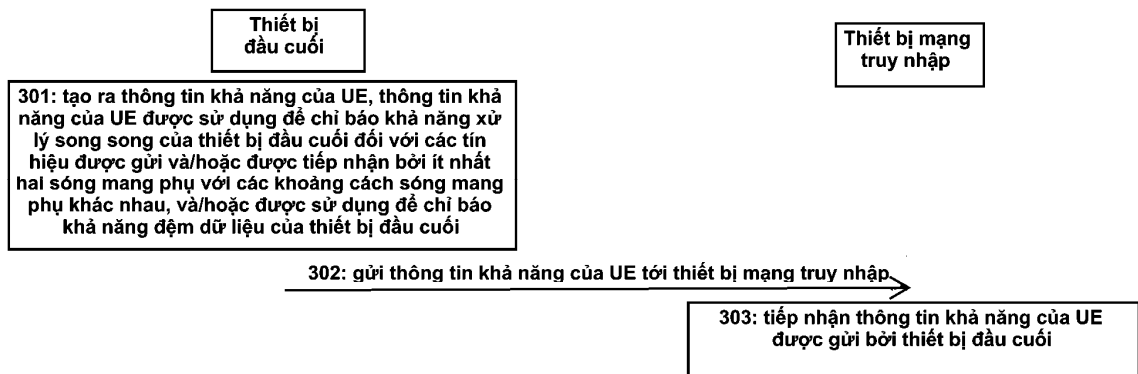 Thiết bị
đầu cuối
Thiết bị mạng
truy nhập
301: tạo ra thông tin khả năng của UE, thông tin khả
năng của UE được sử dụng để chỉ báo khả năng xử
lý song song của thiết bị đầu cuối đối với các tín
hiệu được gửi và/hoặc được tiếp nhận bởi ít nhất
hai sóng mang phụ với các khoảng cách sóng mang
phụ khác nhau, và/hoặc được sử dụng để chỉ báo
khả năng đệm dữ liệu của thiết bị đầu cuối
302: gửi thông tin khả năng của UE tới thiết bị mạng truy nhập
303: tiếp nhận thông tin khả năng của UE
được gửi bởi thiết bị đầu cuối